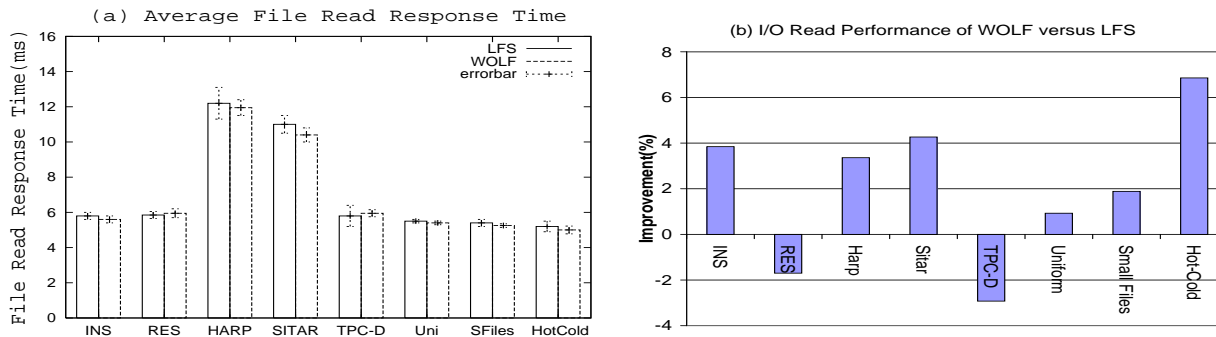 (a) Average File Read Response Time
File Read Response Time(ms)
16
14
12
10
8
6
4
2
0
LFS
WOLF
errorbar
INS RES HARP SITAR TPC-D Uni SFiles HotCold
(b) I/O Read Performance of WOLF versus LFS
Improvement(%)
8
6
4
2
0
-2
-4
INS
RES
Harp
Sitar
TPC-D
Uniform
Small Files
Hot-Cold